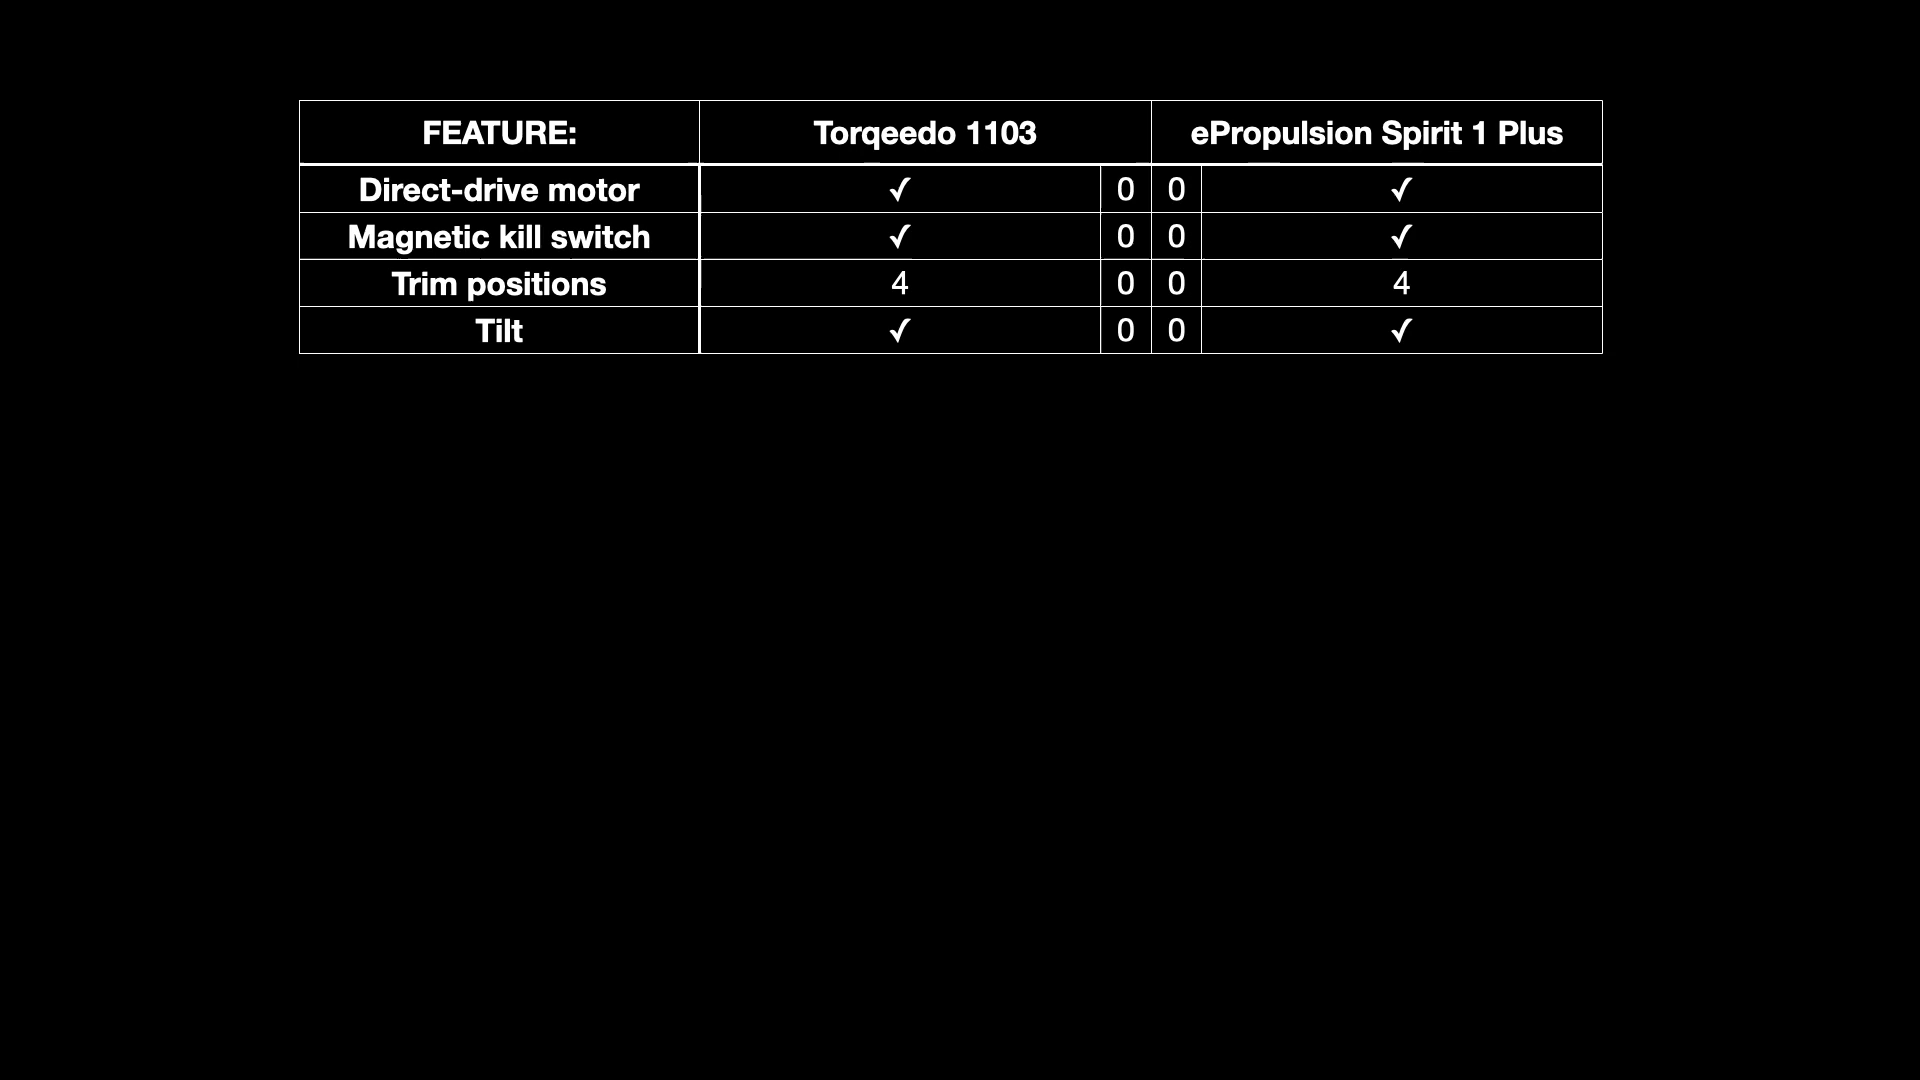 FEATURE: Torqeedo 1103 ePropulsion Spirit 1 Plus
Direct-drive motor ✓ 0 0 ✓
Magnetic kill switch ✓ 0 0 ✓
Trim positions 4 0 0 4
Tilt ✓ 0 0 ✓